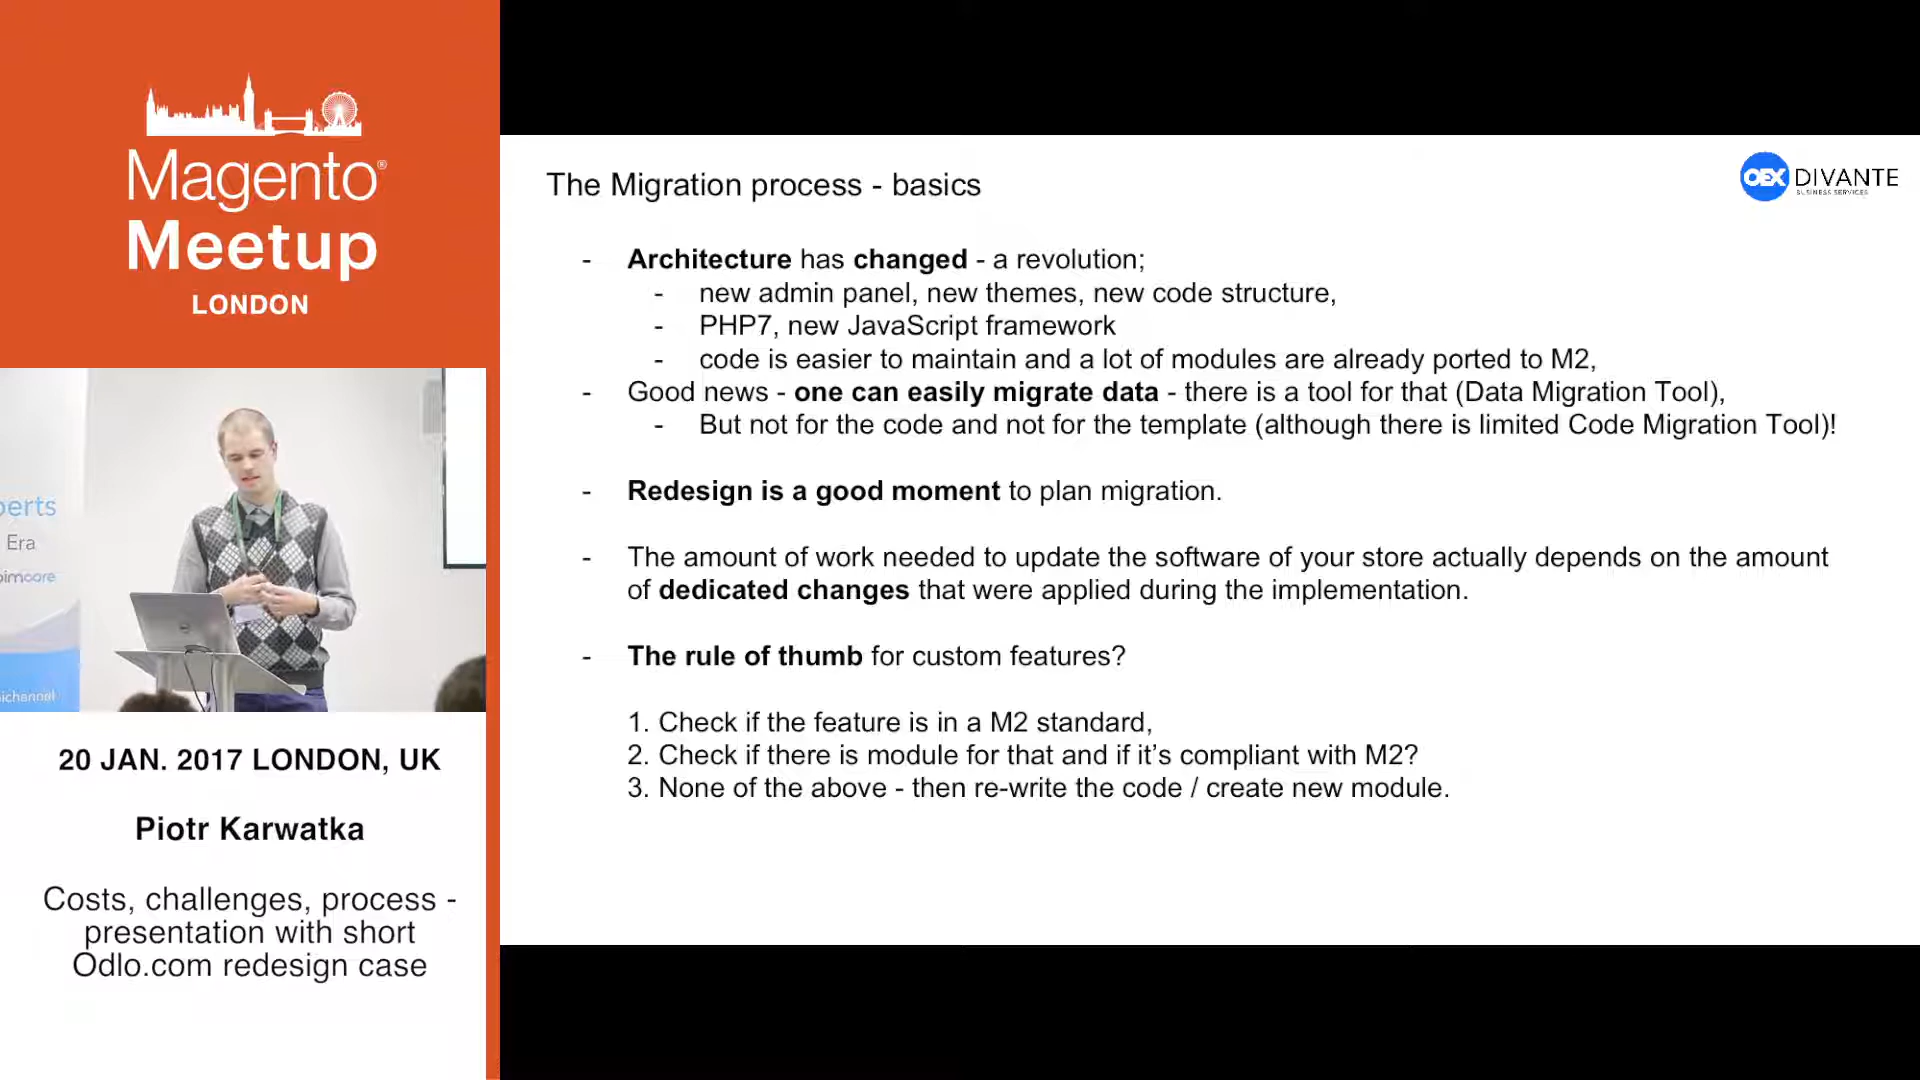 Magento®
Meetup
LONDON
perts
Era
pimcore
nichannel
20 JAN. 2017 LONDON, UK
Piotr Karwatka
Costs, challenges, process -
presentation with short
Odlo.com redesign case
The Migration process - basics
OEX DIVANTE
BUSINESS SERVICES
- Architecture has changed - a revolution;
- new admin panel, new themes, new code structure,
- PHP7, new JavaScript framework
- code is easier to maintain and a lot of modules are already ported to M2,
- Good news - one can easily migrate data - there is a tool for that (Data Migration Tool),
- But not for the code and not for the template (although there is limited Code Migration Tool)!
- Redesign is a good moment to plan migration.
- The amount of work needed to update the software of your store actually depends on the amount
of dedicated changes that were applied during the implementation.
- The rule of thumb for custom features?
1. Check if the feature is in a M2 standard,
2. Check if there is module for that and if it’s compliant with M2?
3. None of the above - then re-write the code / create new module.